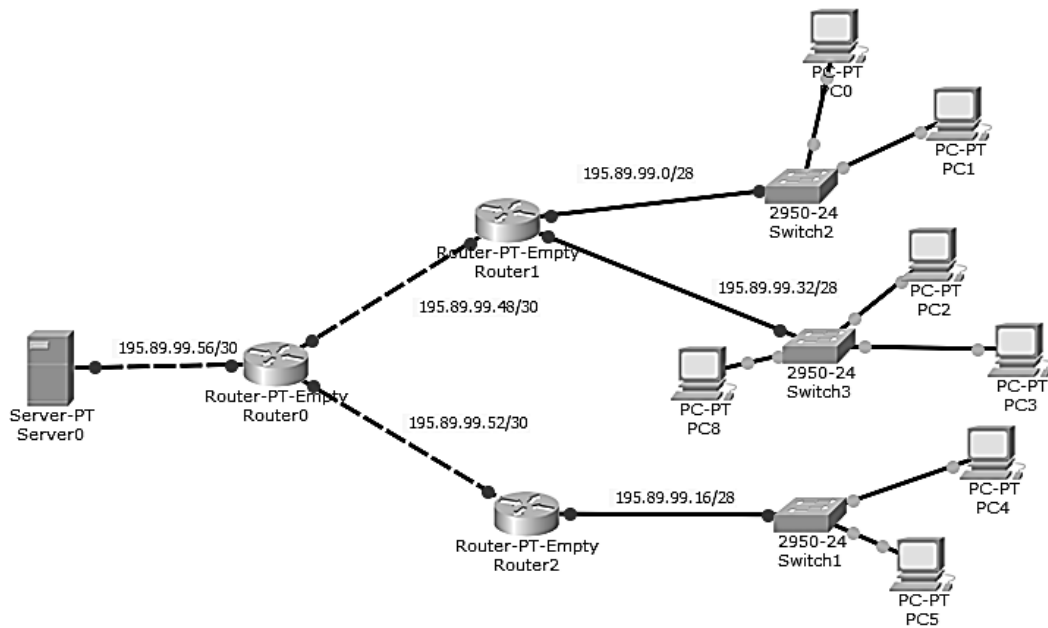 PC-PT
PC0
PC-PT
PC1
195.89.99.0/28
2950-24
Switch2
Router-PT-Empty
Router1
195.89.99.32/28
PC-PT
PC2
195.89.99.48/30
195.89.99.56/30
2950-24
Switch3
PC-PT
PC3
PC-PT
PC8
Server-PT
Server0
Router-PT-Empty
Router0
195.89.99.52/30
PC-PT
PC4
195.89.99.16/28
2950-24
Switch1
Router-PT-Empty
Router2
PC-PT
PC5